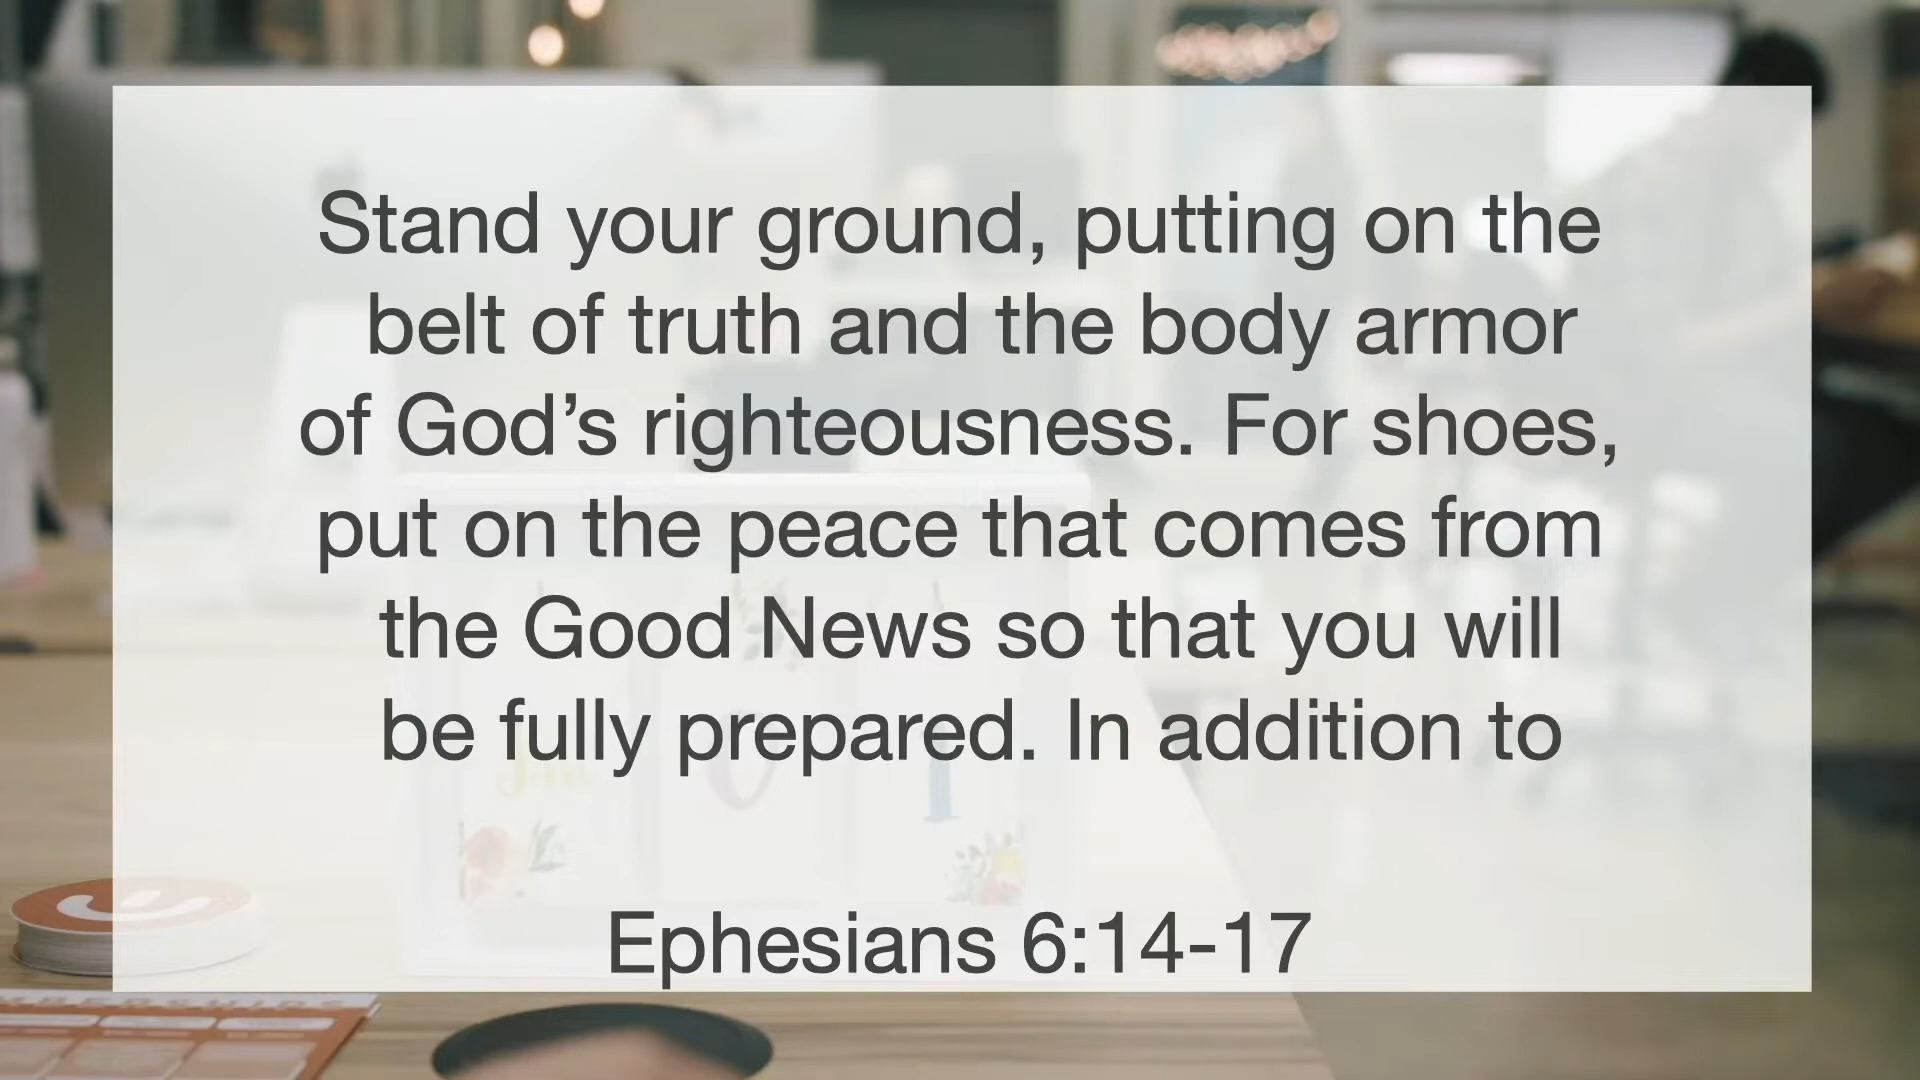 Stand your ground, putting on the
belt of truth and the body armor
of God’s righteousness. For shoes,
put on the peace that comes from
the Good News so that you will
be fully prepared. In addition to
Ephesians 6:14-17